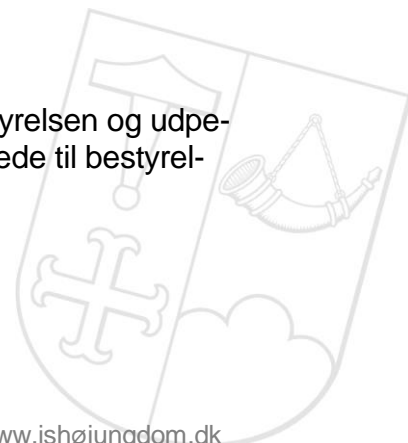 yrelsen og udpe-
ede til bestyrel-
ww.ishøjungdom.dk